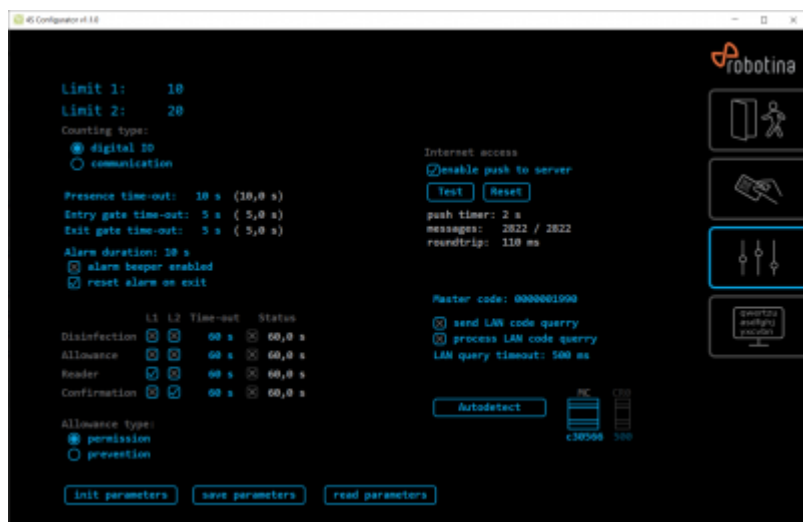 4S Configurator v1.3.0
robotina
Limit 1: 10
Limit 2: 20
Counting type:
digital IO
communication
Presence time-out: 10 s (10,0 s)
Entry gate time-out: 5 s ( 5,0 s)
Exit gate time-out: 5 s ( 5,0 s)
Alarm duration: 10 s
alarm beeper enabled
reset alarm on exit
L1 L2 Time-out Status
Disinfection 60 s 60,0 s
Allowance 60 s 60,0 s
Reader 60 s 60,0 s
Confirmation 60 s 60,0 s
Allowance type:
permission
prevention
init parameters save parameters read parameters
Internet access
enable push to server
Test Reset
push timer: 2 s
messages: 2822 / 2822
roundtrip: 110 ms
Master code: 0000001990
send LAN code querry
process LAN code querry
LAN query timeout: 500 ms
Autodetect
MC
c30566 500
qwertzu
asdfghj
yxcvbn